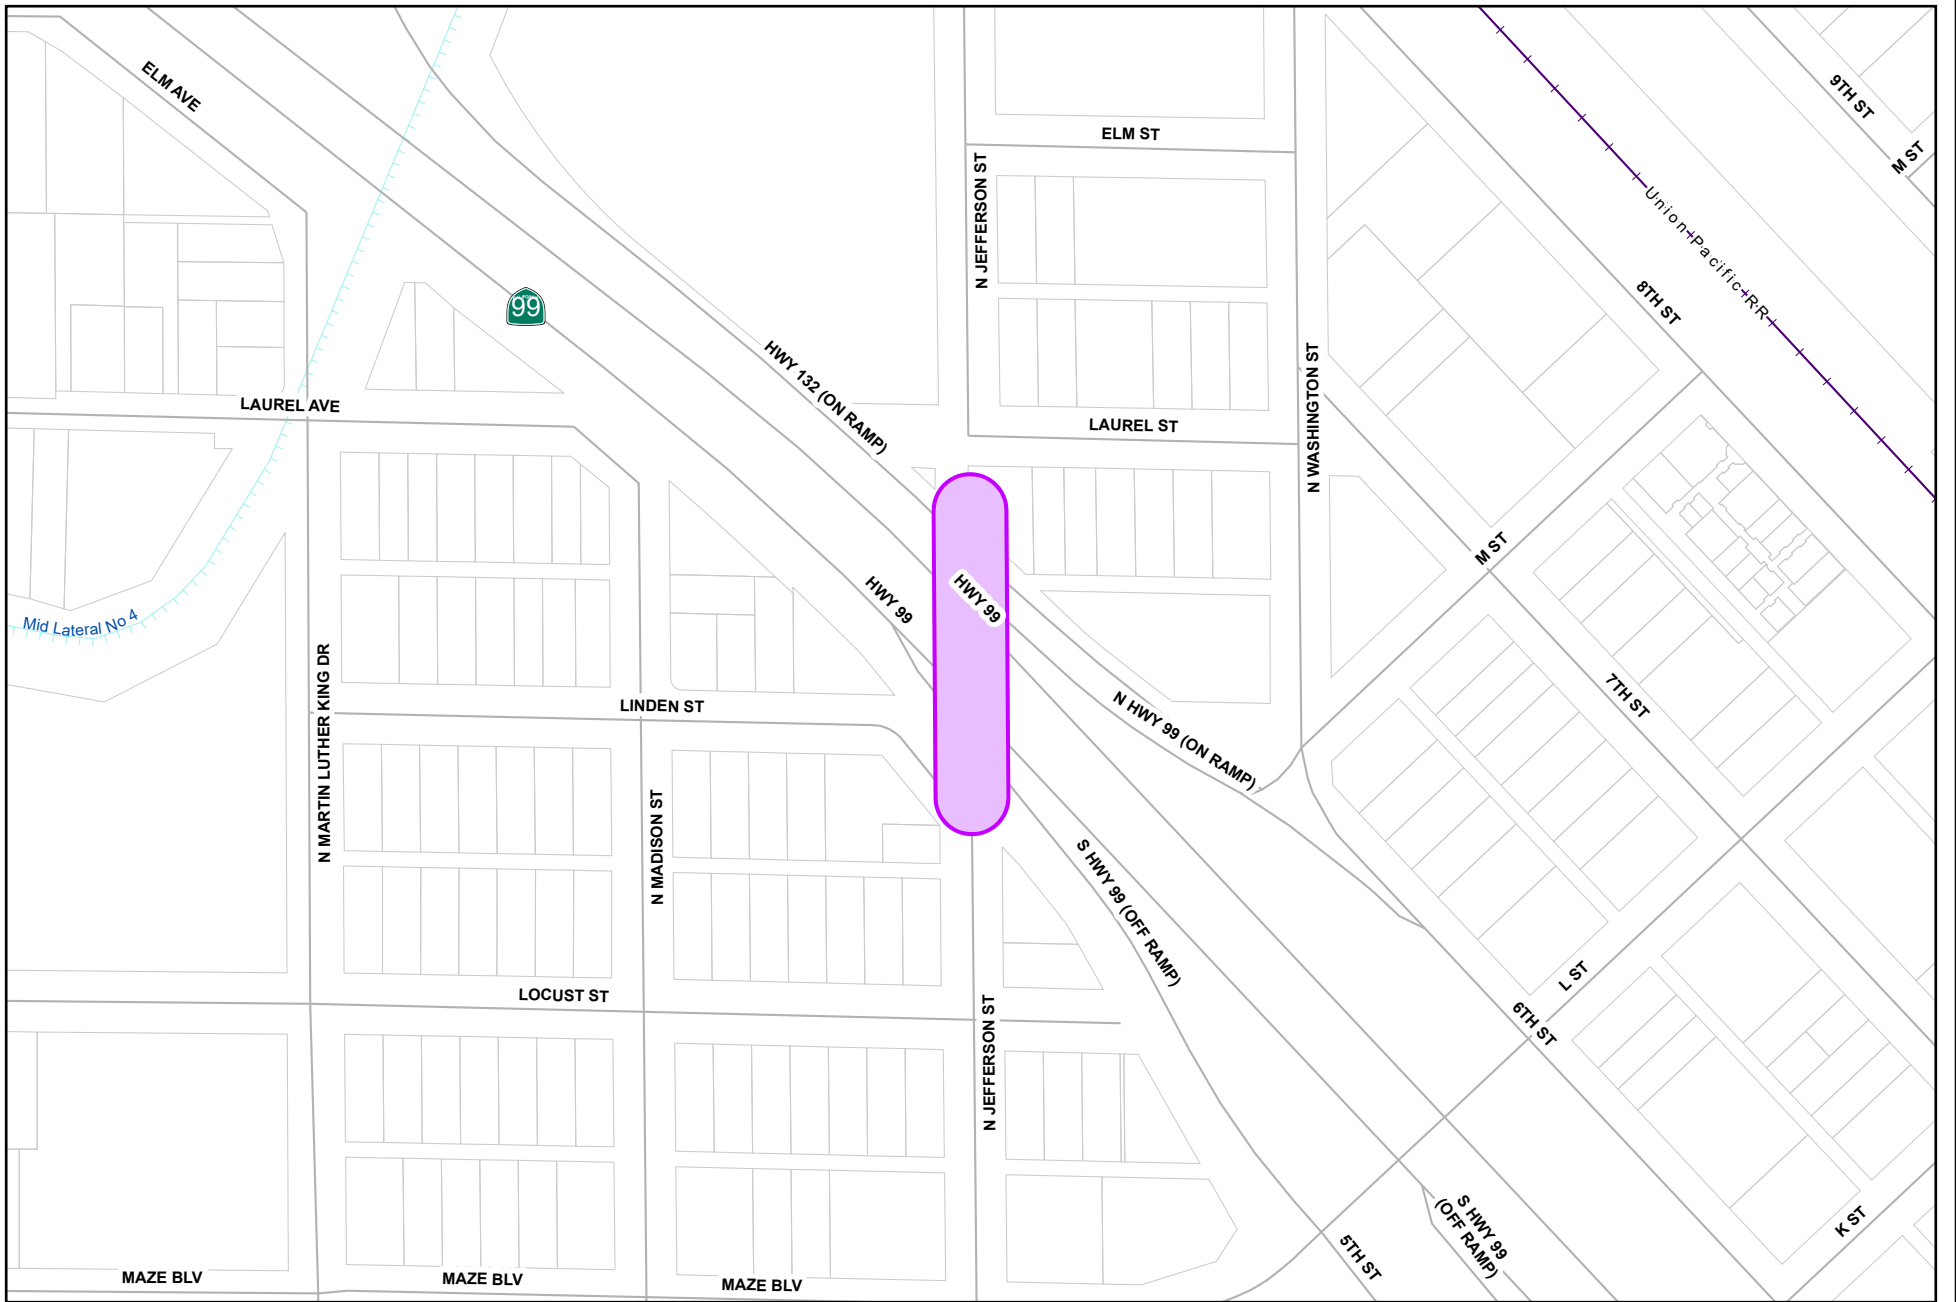 ELM AVE
9TH ST
M ST
ELM ST
N JEFFERSON ST
Union Pacific RR
8TH ST
99
HWY 132 (ON RAMP)
N WASHINGTON ST
LAUREL AVE
LAUREL ST
M ST
HWY 99
HWY 99
Mid Lateral No 4
N MARTIN LUTHER KING DR
LINDEN ST
N HWY 99 (ON RAMP)
7TH ST
N MADISON ST
S HWY 99 (OFF RAMP)
L ST
LOCUST ST
6TH ST
N JEFFERSON ST
K ST
S HWY 99
(OFF RAMP)
5TH ST
MAZE BLV
MAZE BLV
MAZE BLV